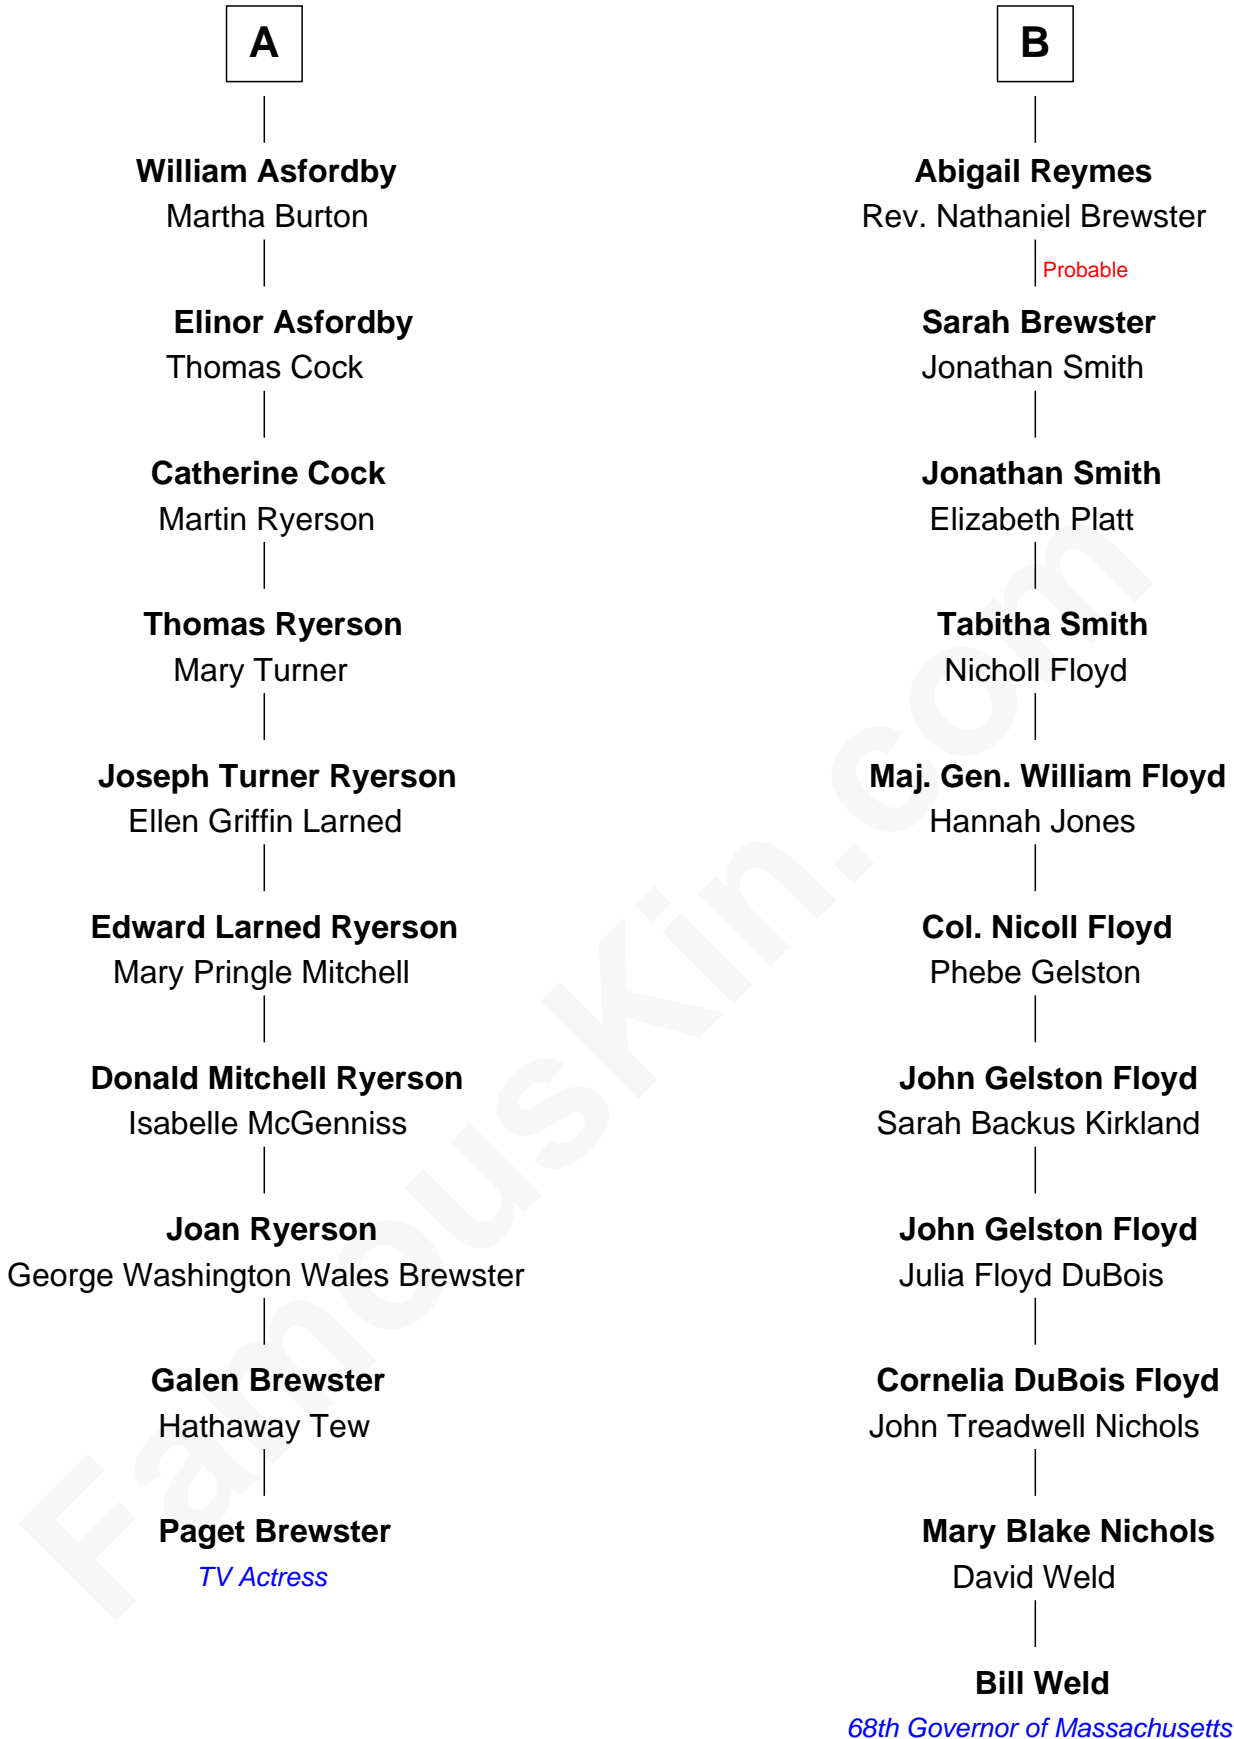 A
William Asfordby
Martha Burton
Elinor Asfordby
Thomas Cock
Catherine Cock
Martin Ryerson
Thomas Ryerson
Mary Turner
Joseph Turner Ryerson
Ellen Griffin Larned
Edward Larned Ryerson
Mary Pringle Mitchell
Donald Mitchell Ryerson
Isabelle McGenniss
Joan Ryerson
George Washington Wales Brewster
Galen Brewster
Hathaway Tew
Paget Brewster
TV Actress
B
Abigail Reymes
Rev. Nathaniel Brewster
Probable
Sarah Brewster
Jonathan Smith
Jonathan Smith
Elizabeth Platt
Tabitha Smith
Nicholl Floyd
Maj. Gen. William Floyd
Hannah Jones
Col. Nicoll Floyd
Phebe Gelston
John Gelston Floyd
Sarah Backus Kirkland
John Gelston Floyd
Julia Floyd DuBois
Cornelia DuBois Floyd
John Treadwell Nichols
Mary Blake Nichols
David Weld
Bill Weld
68th Governor of Massachusetts
FamousKin.com